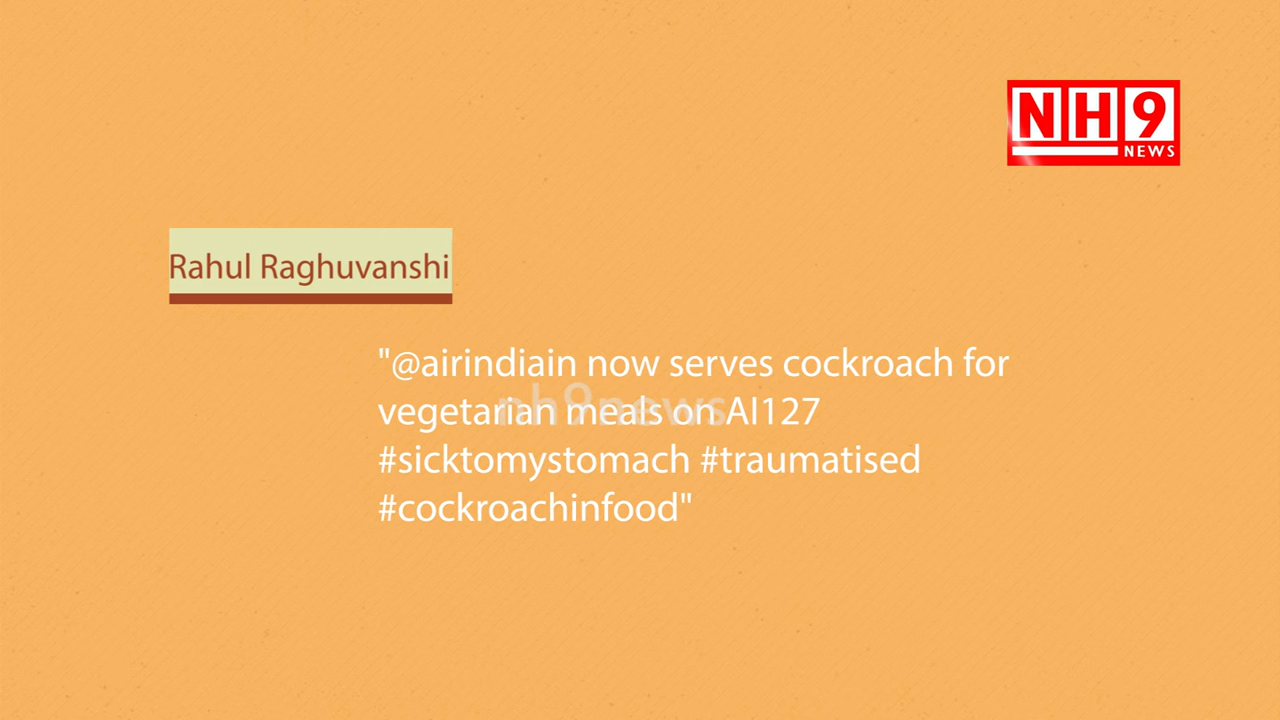 NH9
NEWS
Rahul Raghuvanshi
"@airindiain now serves cockroach for
vegetarian meals on AI127
nh9news
#sicktomystomach #traumatised
#cockroachinfood"